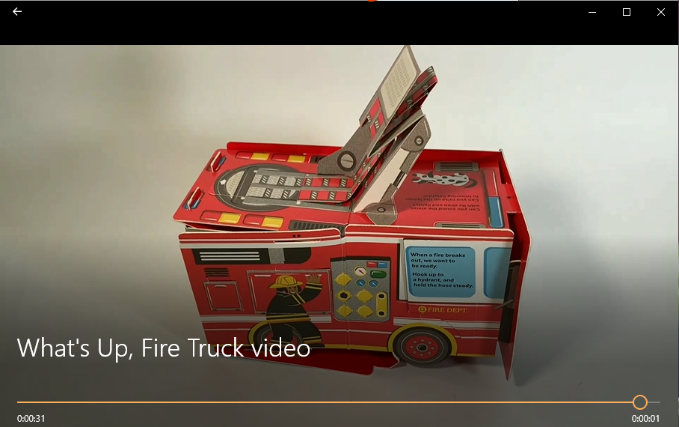 When a fire breaks
out, we want to
be ready.
Hook up to
a hydrant, and
hold the hose steady.
FIRE DEPT
What's Up, Fire Truck video
0:00:31
0:00:01